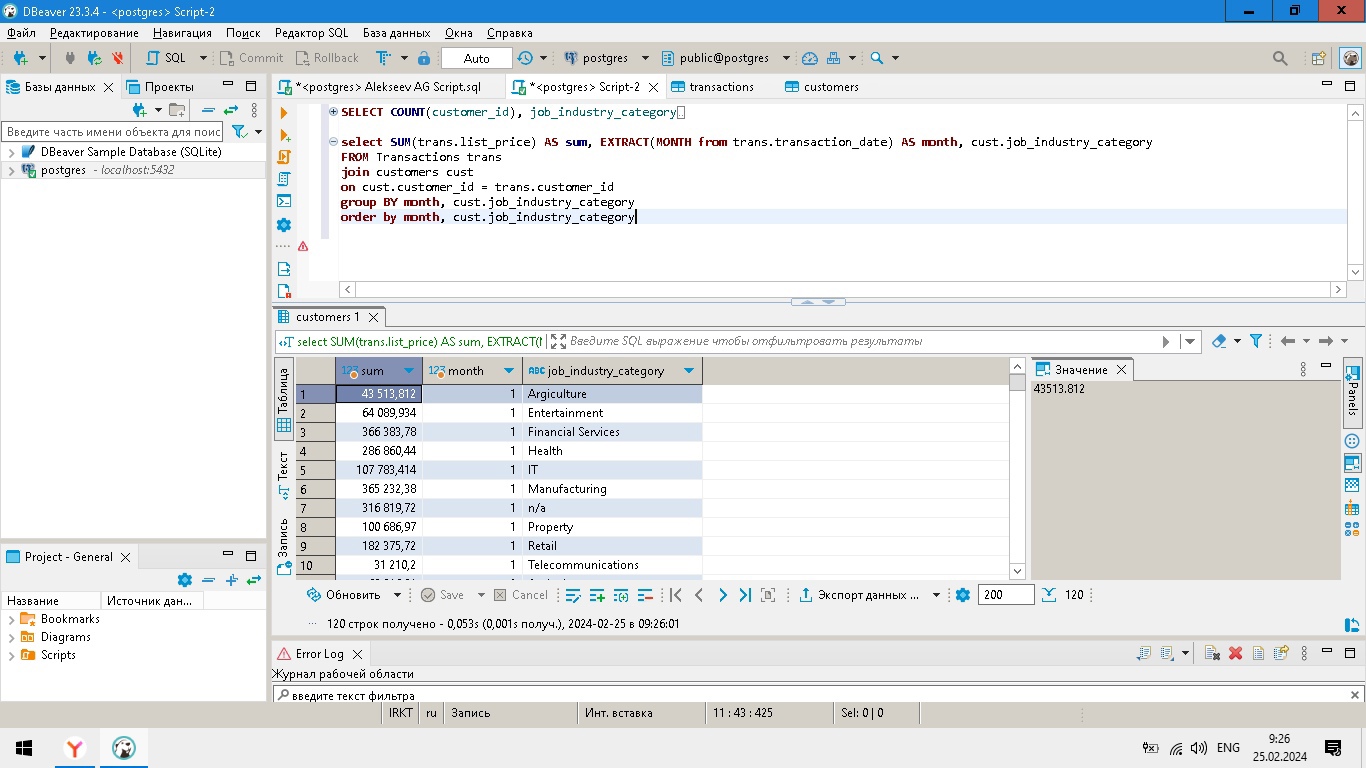 DBeaver 23.3.4 - <postgres> Script-2
Файл Редактирование Навигация Поиск Редактор SQL База данных Окна Справка
SQL Commit Rollback Auto postgres public@postgres
Базы данных Проекты
*<postgres> Alekseev AG Script.sql *<postgres> Script-2 transactions customers
Введите часть имени объекта для поис
DBeaver Sample Database (SQLite)
postgres - localhost:5432
SELECT COUNT(customer_id), job_industry_category
select SUM(trans.list_price) AS sum, EXTRACT(MONTH from trans.transaction_date) AS month, cust.job_industry_category
FROM Transactions trans
join customers cust
on cust.customer_id = trans.customer_id
group BY month, cust.job_industry_category
order by month, cust.job_industry_category
customers 1
select SUM(trans.list_price) AS sum, EXTRACT(M Введите SQL выражение чтобы отфильтровать результаты
Таблица
Текст
Запись
123 sum 123 month ABC job_industry_category
1 43 513,812 1 Argiculture
2 64 089,934 1 Entertainment
3 366 383,78 1 Financial Services
4 286 860,44 1 Health
5 107 783,414 1 IT
6 365 232,38 1 Manufacturing
7 316 819,72 1 n/a
8 100 686,97 1 Property
9 182 375,72 1 Retail
10 31 210,2 1 Telecommunications
Значение
43513.812
Panels
Обновить Save Cancel Экспорт данных ... 200 120
120 строк получено - 0,053s (0,001s получ.), 2024-02-25 в 09:26:01
Project - General
Название Источник дан...
Bookmarks
Diagrams
Scripts
Error Log
Журнал рабочей области
введите текст фильтра
IRKT ru Запись Инт. вставка 11 : 43 : 425 Sel: 0 | 0
ENG
9:26
25.02.2024